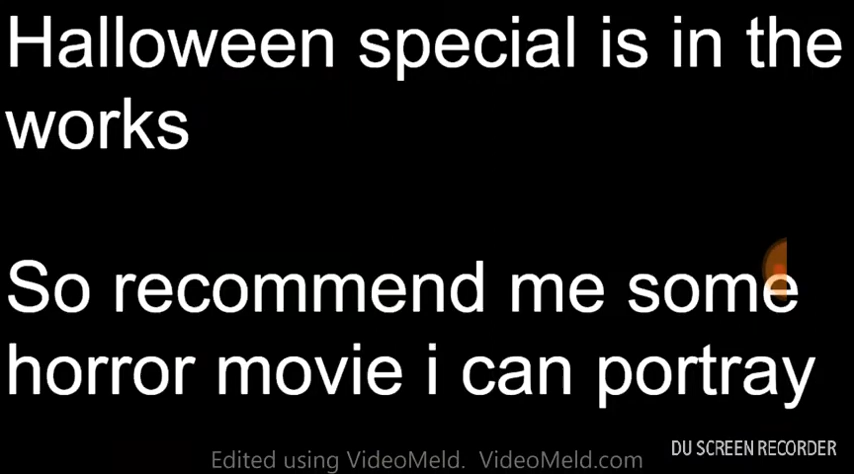 Halloween special is in the
works
So recommend me some
horror movie i can portray
DU SCREEN RECORDER
Edited using VideoMeld.  VideoMeld.com